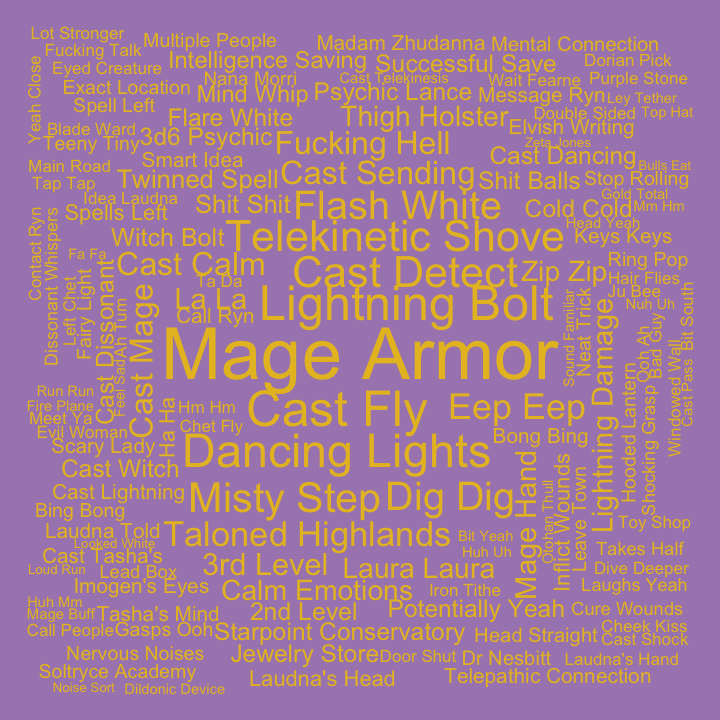 Lot Stronger
Fucking Talk
Multiple People
Madam Zhudanna
Mental Connection
Eyed Creature
Intelligence Saving
Successful Save
Dorian Pick
Yeah Close
Exact Location
Nana Morri
Cast Telekinesis
Wait Fearne
Purple Stone
Spell Left
Mind Whip
Psychic Lance
Message Ryn
Ley Tether
Blade Ward
Flare White
Thigh Holster
Double Sided
Top Hat
Teeny Tiny
3d6 Psychic
Fucking Hell
Elvish Writing
Zeta Jones
Main Road
Smart Idea
Cast Dancing
Bulls Eat
Tap Tap
Twinned Spell
Cast Sending
Shit Balls
Stop Rolling
Idea Laudna
Gold Total
Spells Left
Shit Shit
Flash White
Cold Cold
Mm Hm
Contact Ryn
Witch Bolt
Telekinetic Shove
Head Yeah
Keys Keys
Fa Fa
Cast Calm
Cast Detect
Zip Zip
Ring Pop
Dissonant Whispers
Left Chet
Fairy Light
Cast Dissonant
Ta Da
Hair Flies
La La
Lightning Bolt
Ju Bee
Call Ryn
Nuh Uh
Ah Tum
Feel Sad
Cast Mage
Mage Armor
Sound Familiar
Neat Trick
Lightning Damage
Ooh Ah
Bad Guy
Bit South
Windowed Wall
Cast Pass
Run Run
Fire Plane
Meet Ya
Ha Ha
Hm Hm
Cast Fly
Eep Eep
Hooded Lantern
Shocking Grasp
Evil Woman
Chet Fly
Bong Bing
Scary Lady
Dancing Lights
Cast Witch
Cast Lightning
Misty Step
Dig Dig
Mage Hand
Otohan Thull
Inflict Wounds
Leave Town
Bing Bong
Laudna Told
Taloned Highlands
Bit Yeah
Toy Shop
Looked White
Cast Tasha's
Huh Uh
Takes Half
Loud Run
Lead Box
3rd Level
Laura Laura
Dive Deeper
Imogen's Eyes
Calm Emotions
Iron Tithe
Laughs Yeah
Huh Mm
Mage Buff
Tasha's Mind
2nd Level
Potentially Yeah
Cure Wounds
Call People
Gasps Ooh
Starpoint Conservatory
Head Straight
Cheek Kiss
Cast Shock
Nervous Noises
Jewelry Store
Door Shut
Dr Nesbitt
Laudna's Hand
Soltryce Academy
Laudna's Head
Telepathic Connection
Noise Sort
Dildonic Device